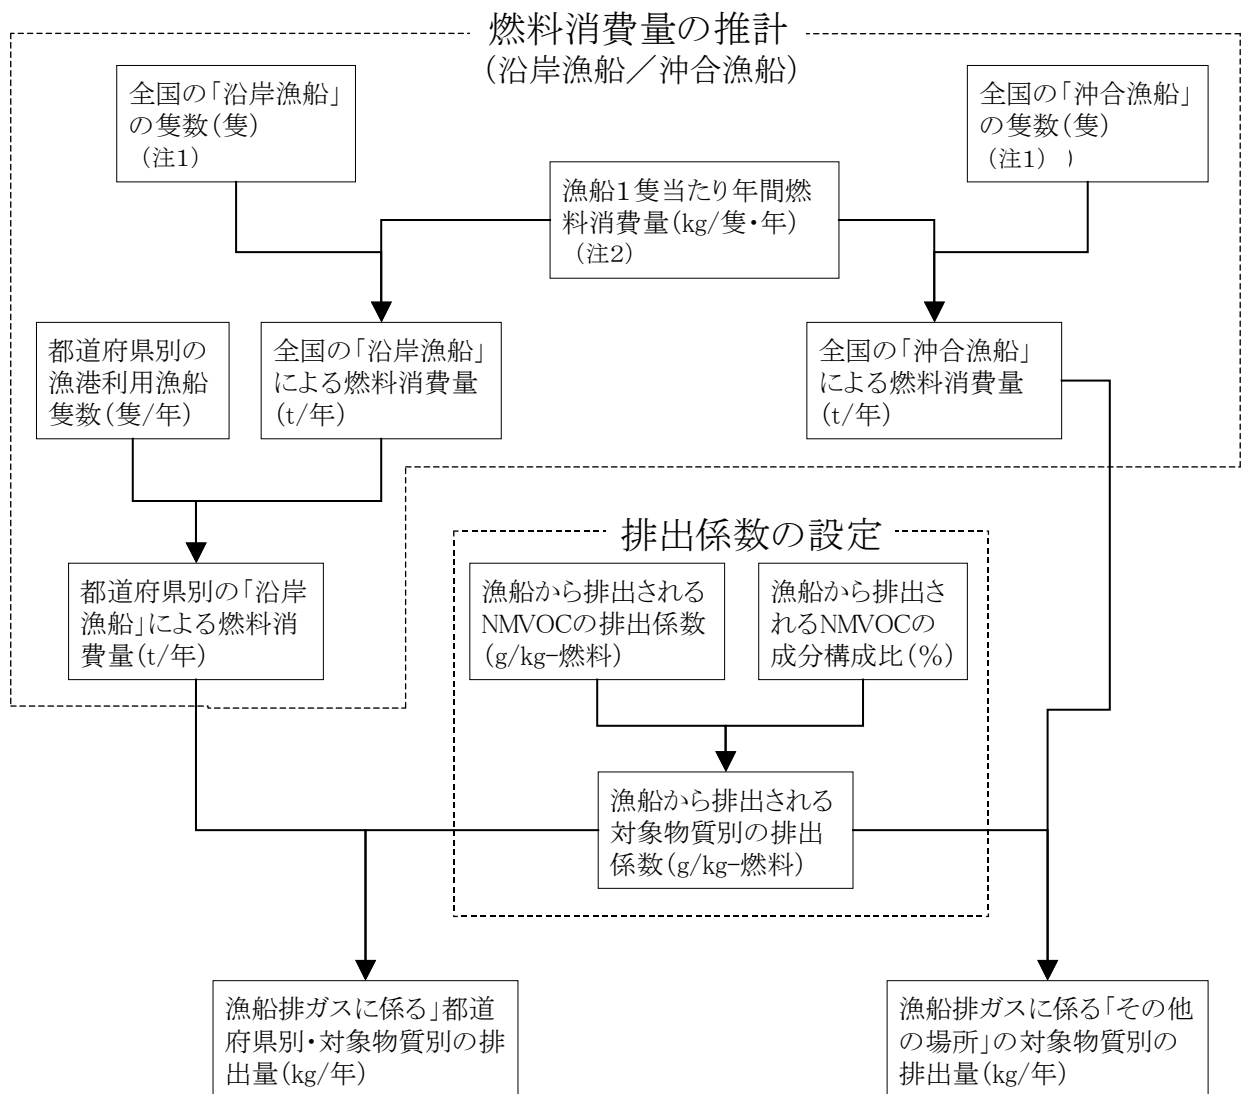 燃料消費量の推計
(沿岸漁船／沖合漁船)
全国の「沿岸漁船」
の隻数(隻)
(注1)
全国の「沖合漁船」
の隻数(隻)
(注1) )
漁船１隻当たり年間燃
料消費量(kg/隻・年)
(注2)
都道府県別の
漁港利用漁船
隻数(隻/年)
全国の「沿岸漁船」
による燃料消費量
(t/年)
全国の「沖合漁船」
による燃料消費量
(t/年)
排出係数の設定
都道府県別の「沿岸
漁船」による燃料消
費量(t/年)
漁船から排出される
NMVOCの排出係数
(g/kg-燃料)
漁船から排出さ
れるNMVOCの
成分構成比(％)
漁船から排出される
対象物質別の排出
係数(g/kg-燃料)
漁船排ガスに係る」都道
府県別・対象物質別の排
出量(kg/年)
漁船排ガスに係る「その他
の場所」の対象物質別の
排出量(kg/年)